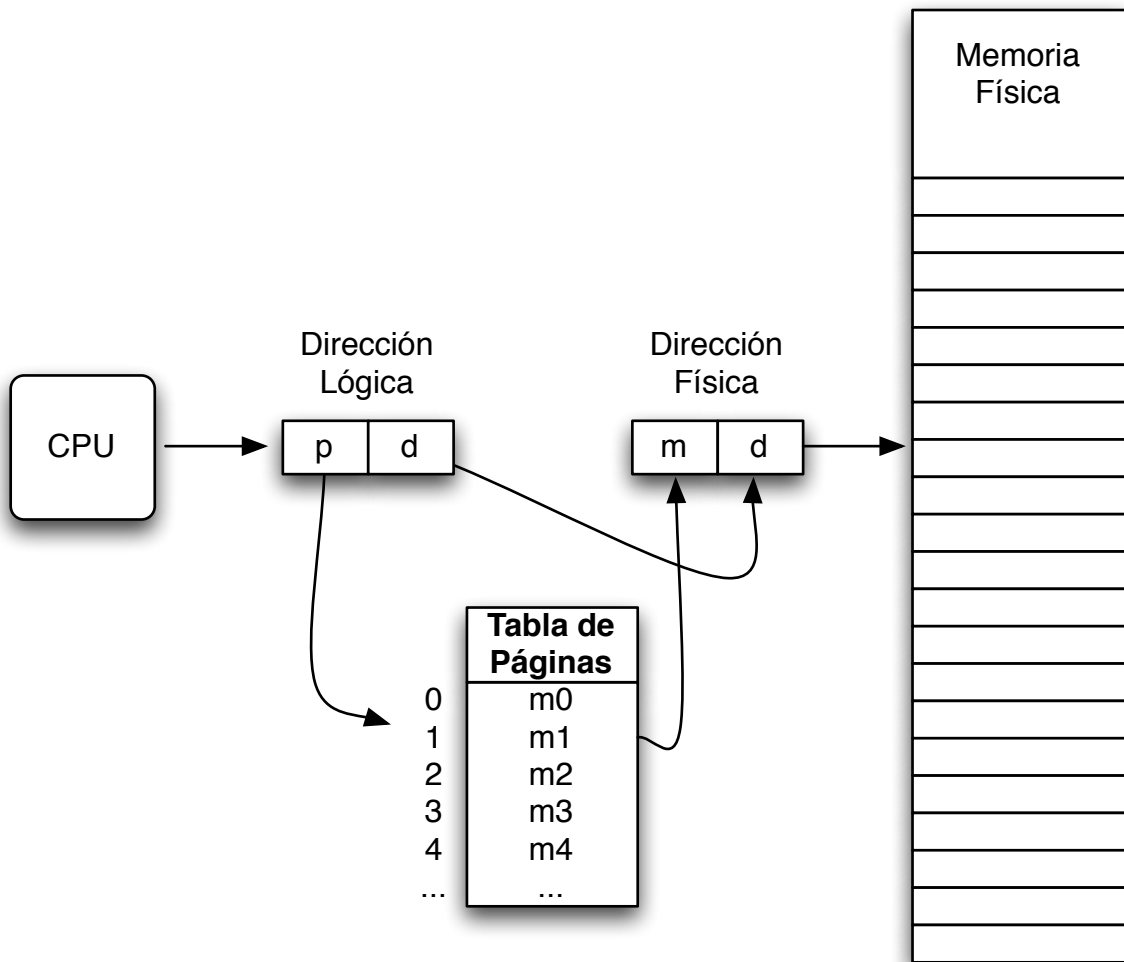 Memoria
Física
Dirección
Lógica
Dirección
Física
CPU
p d
m d
Tabla de
Páginas
0 m0
1 m1
2 m2
3 m3
4 m4
... ...